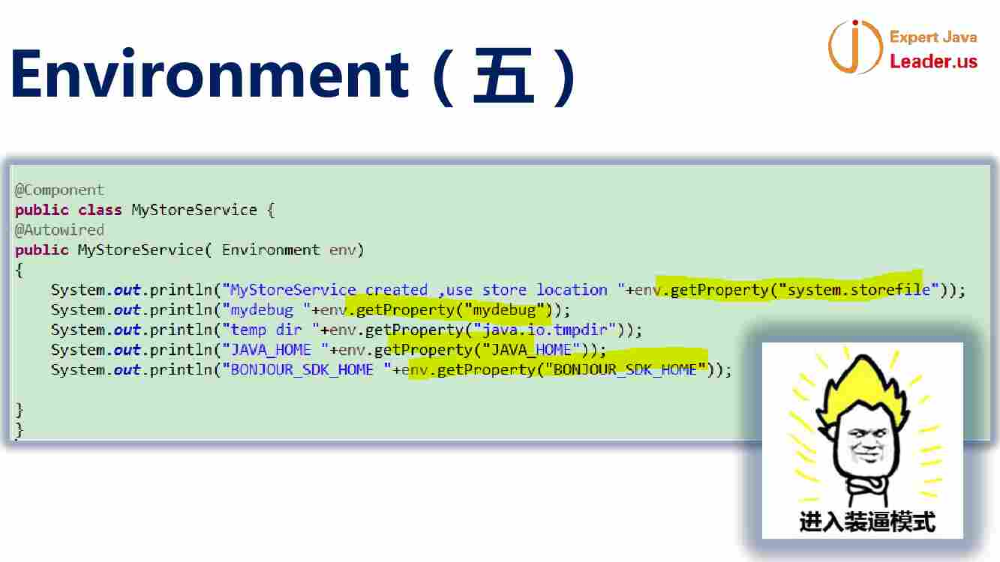 Environment（五）
Expert Java
Leader.us
@Component
public class MyStoreService {
@Autowired
public MyStoreService( Environment env)
{
    System.out.println("MyStoreService created ,use store location "+env.getProperty("system.storefile"));
    System.out.println("mydebug "+env.getProperty("mydebug"));
    System.out.println("temp dir "+env.getProperty("java.io.tmpdir"));
    System.out.println("JAVA_HOME "+env.getProperty("JAVA_HOME"));
    System.out.println("BONJOUR_SDK_HOME "+env.getProperty("BONJOUR_SDK_HOME"));
}
}
进入装逼模式